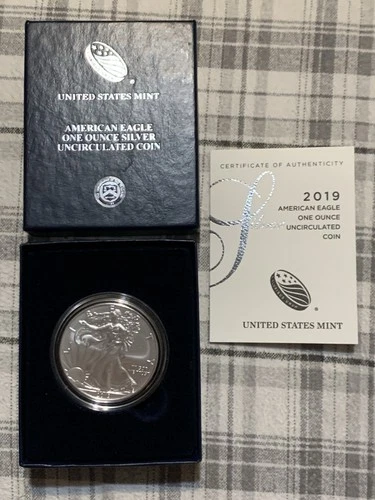 UNITED STATES MINT
AMERICAN EAGLE
ONE OUNCE SILVER
UNCIRCULATED COIN
CERTIFICATE OF AUTHENTICITY
2019
AMERICAN EAGLE
ONE OUNCE
UNCIRCULATED
COIN
UNITED STATES MINT